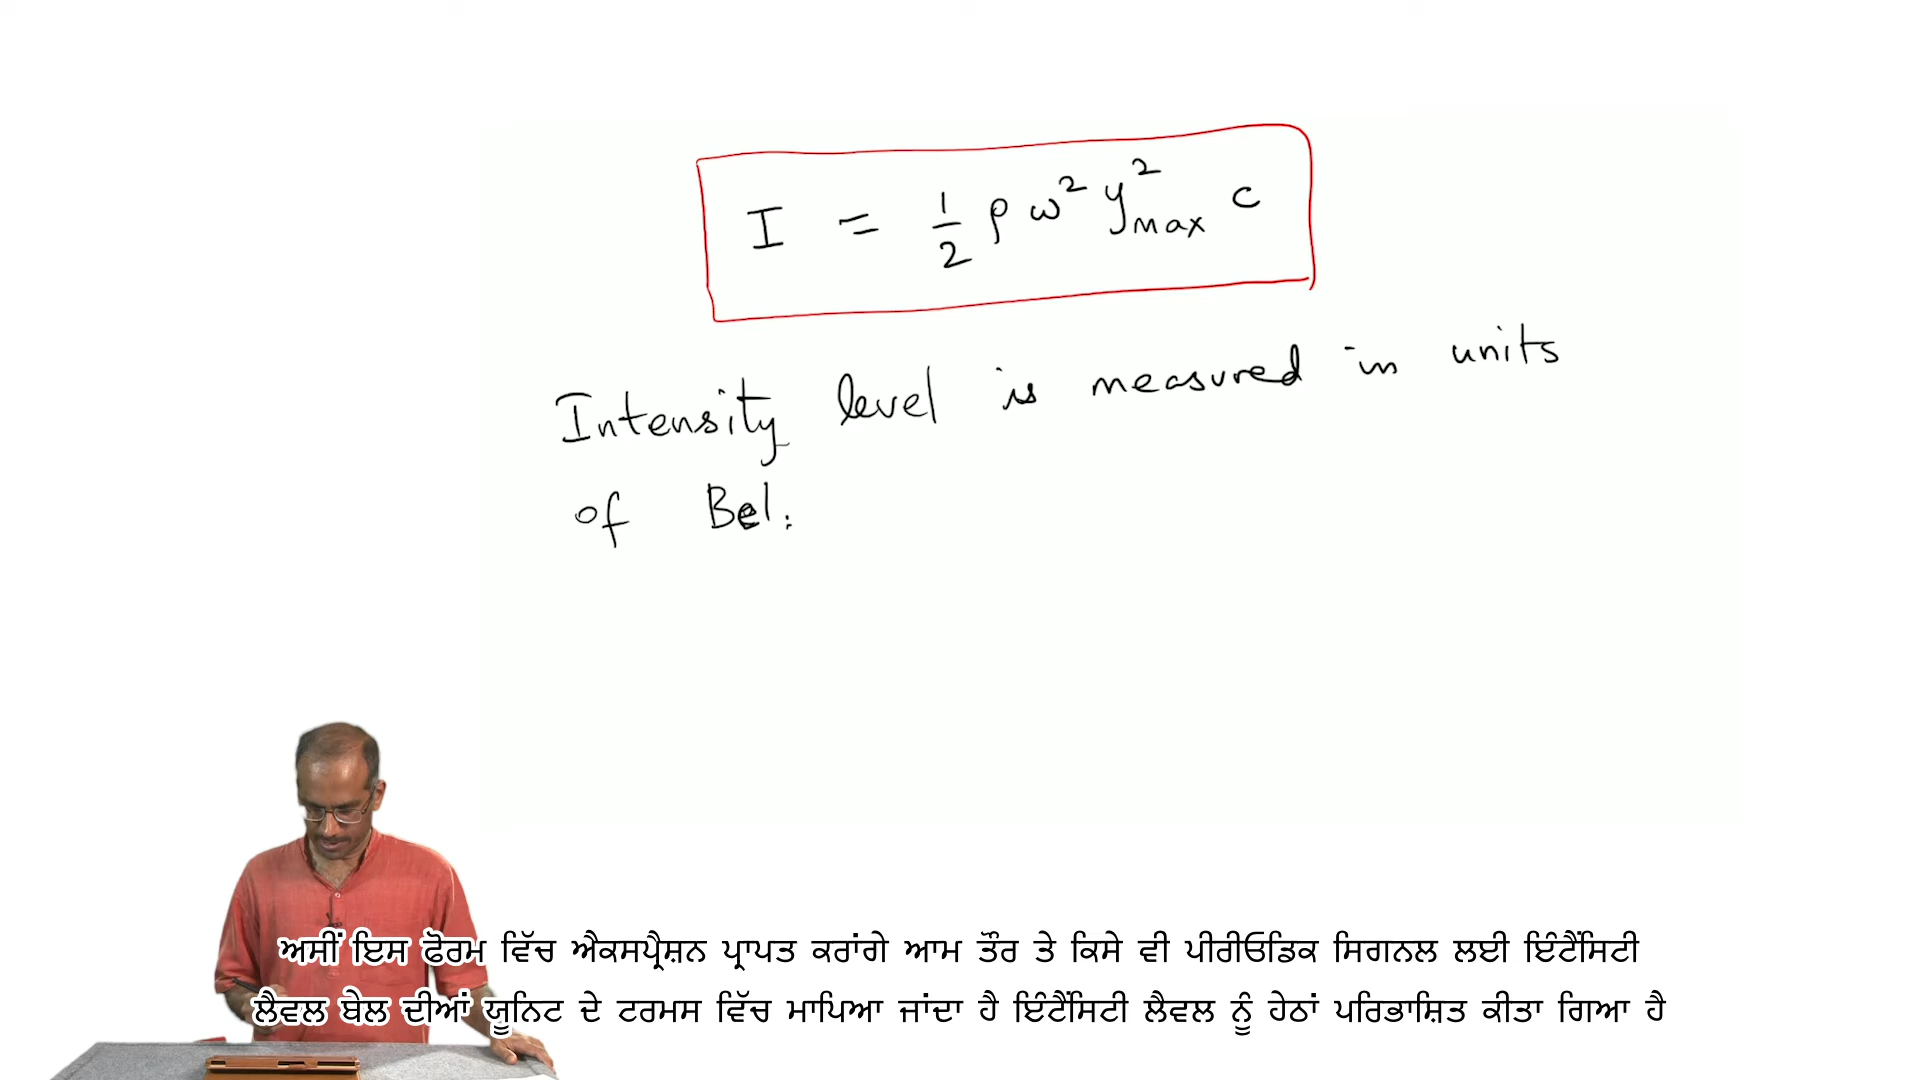 I = 1/2 ρ ω² y²max c
Intensity level is measured in units
of Bel.
ਅਸੀਂ ਇਸ ਫੋਰਮ ਵਿੱਚ ਐਕਸਪ੍ਰੈਸ਼ਨ ਪ੍ਰਾਪਤ ਕਰਾਂਗੇ ਆਮ ਤੌਰ ਤੇ ਕਿਸੇ ਵੀ ਪੀਰੀਓਡਿਕ ਸਿਗਨਲ ਲਈ ਇੰਟੈਂਸਿਟੀ
ਲੈਵਲ ਬੇਲ ਦੀਆਂ ਯੂਨਿਟ ਦੇ ਟਰਮਸ ਵਿੱਚ ਮਾਪਿਆ ਜਾਂਦਾ ਹੈ ਇੰਟੈਂਸਿਟੀ ਲੈਵਲ ਨੂੰ ਹੇਠਾਂ ਪਰਿਭਾਸ਼ਿਤ ਕੀਤਾ ਗਿਆ ਹੈ